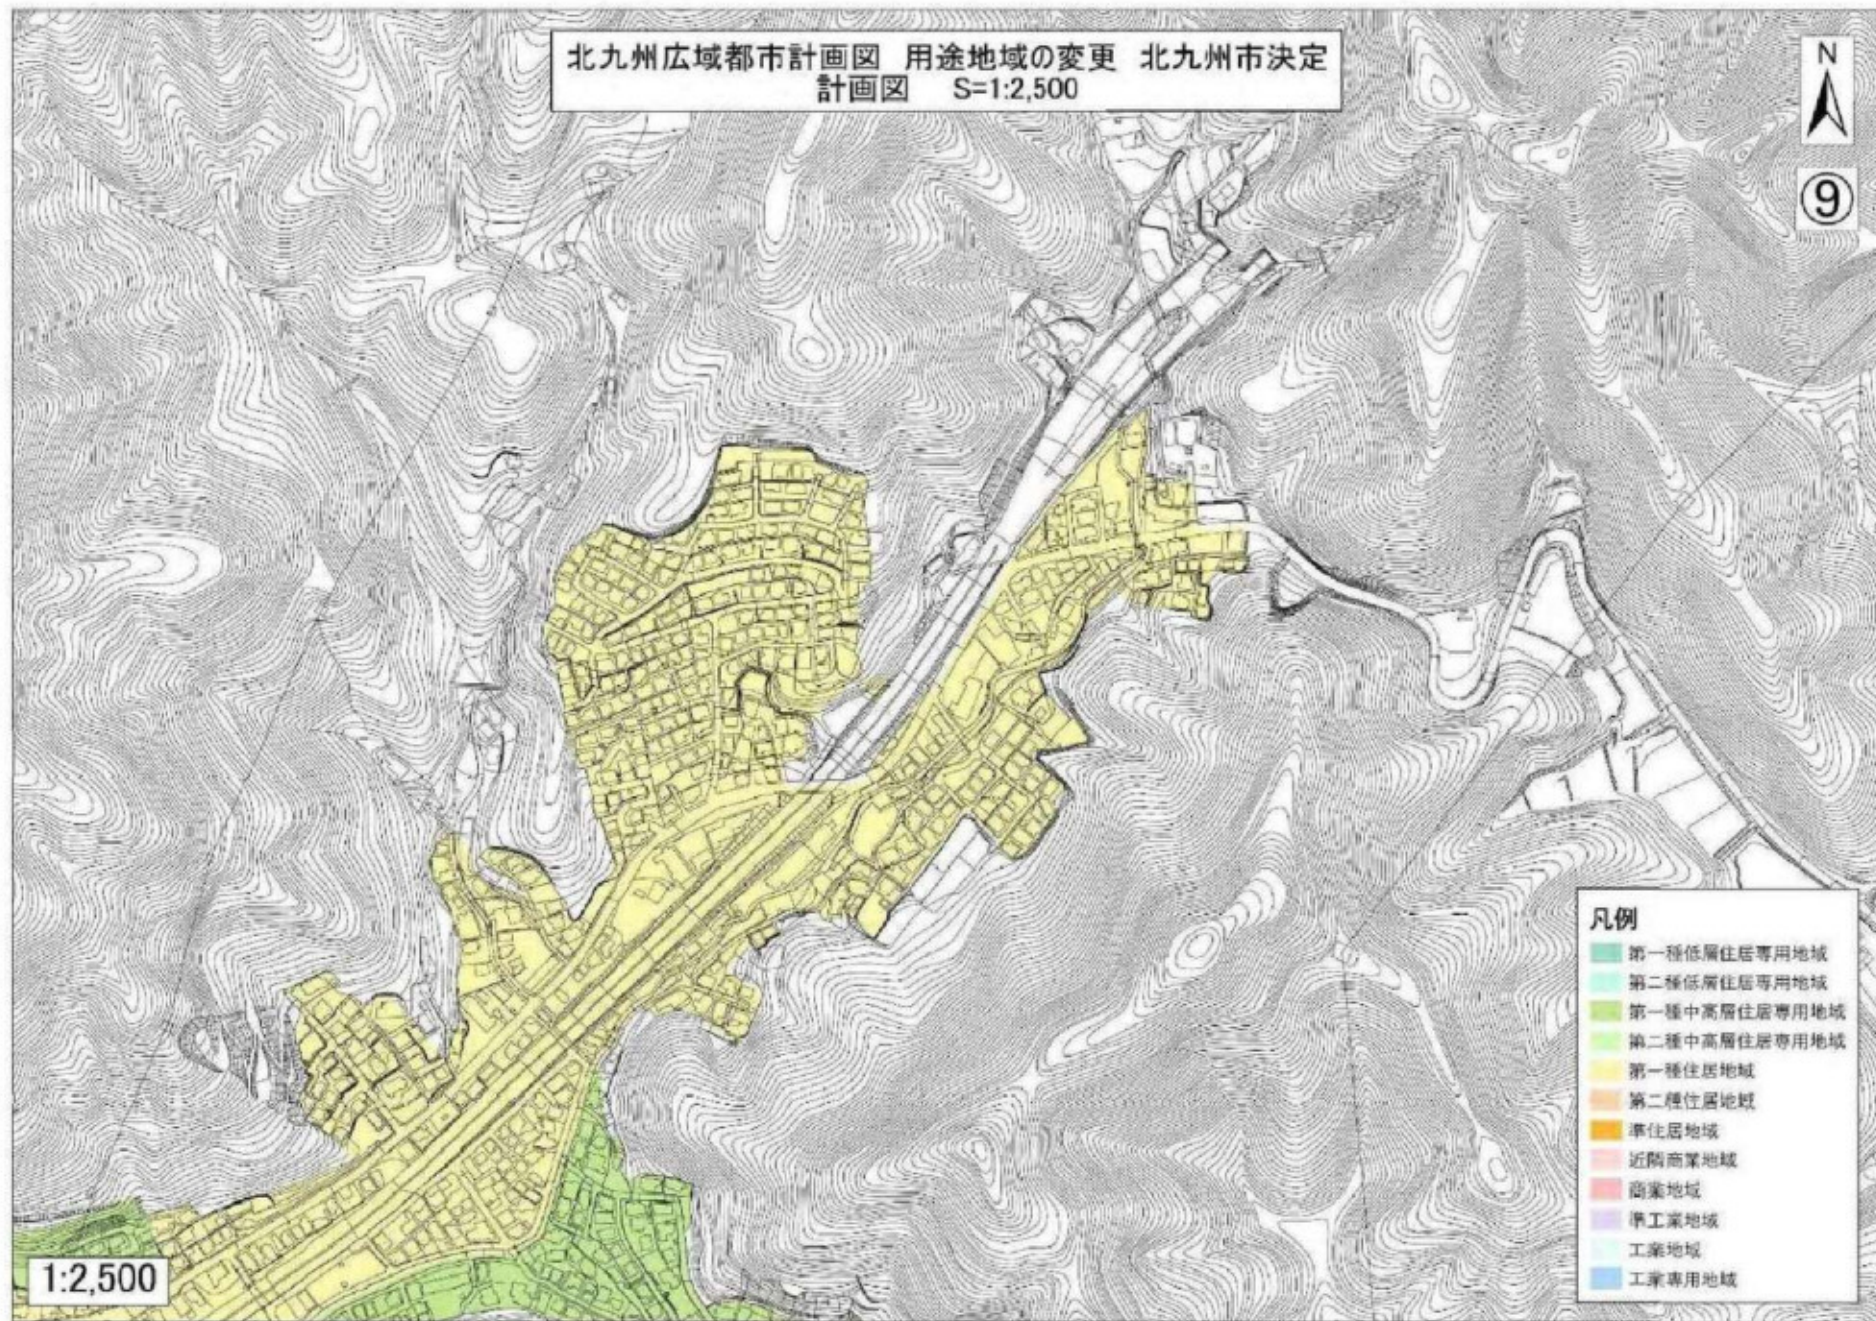 北九州広域都市計画図 用途地域の変更 北九州市決定
計画図 S=1:2,500
N
⑨
凡例
第一種低層住居専用地域
第二種低層住居専用地域
第一種中高層住居専用地域
第二種中高層住居専用地域
第一種住居地域
第二種住居地域
準住居地域
近隣商業地域
商業地域
準工業地域
工業地域
工業専用地域
1:2,500